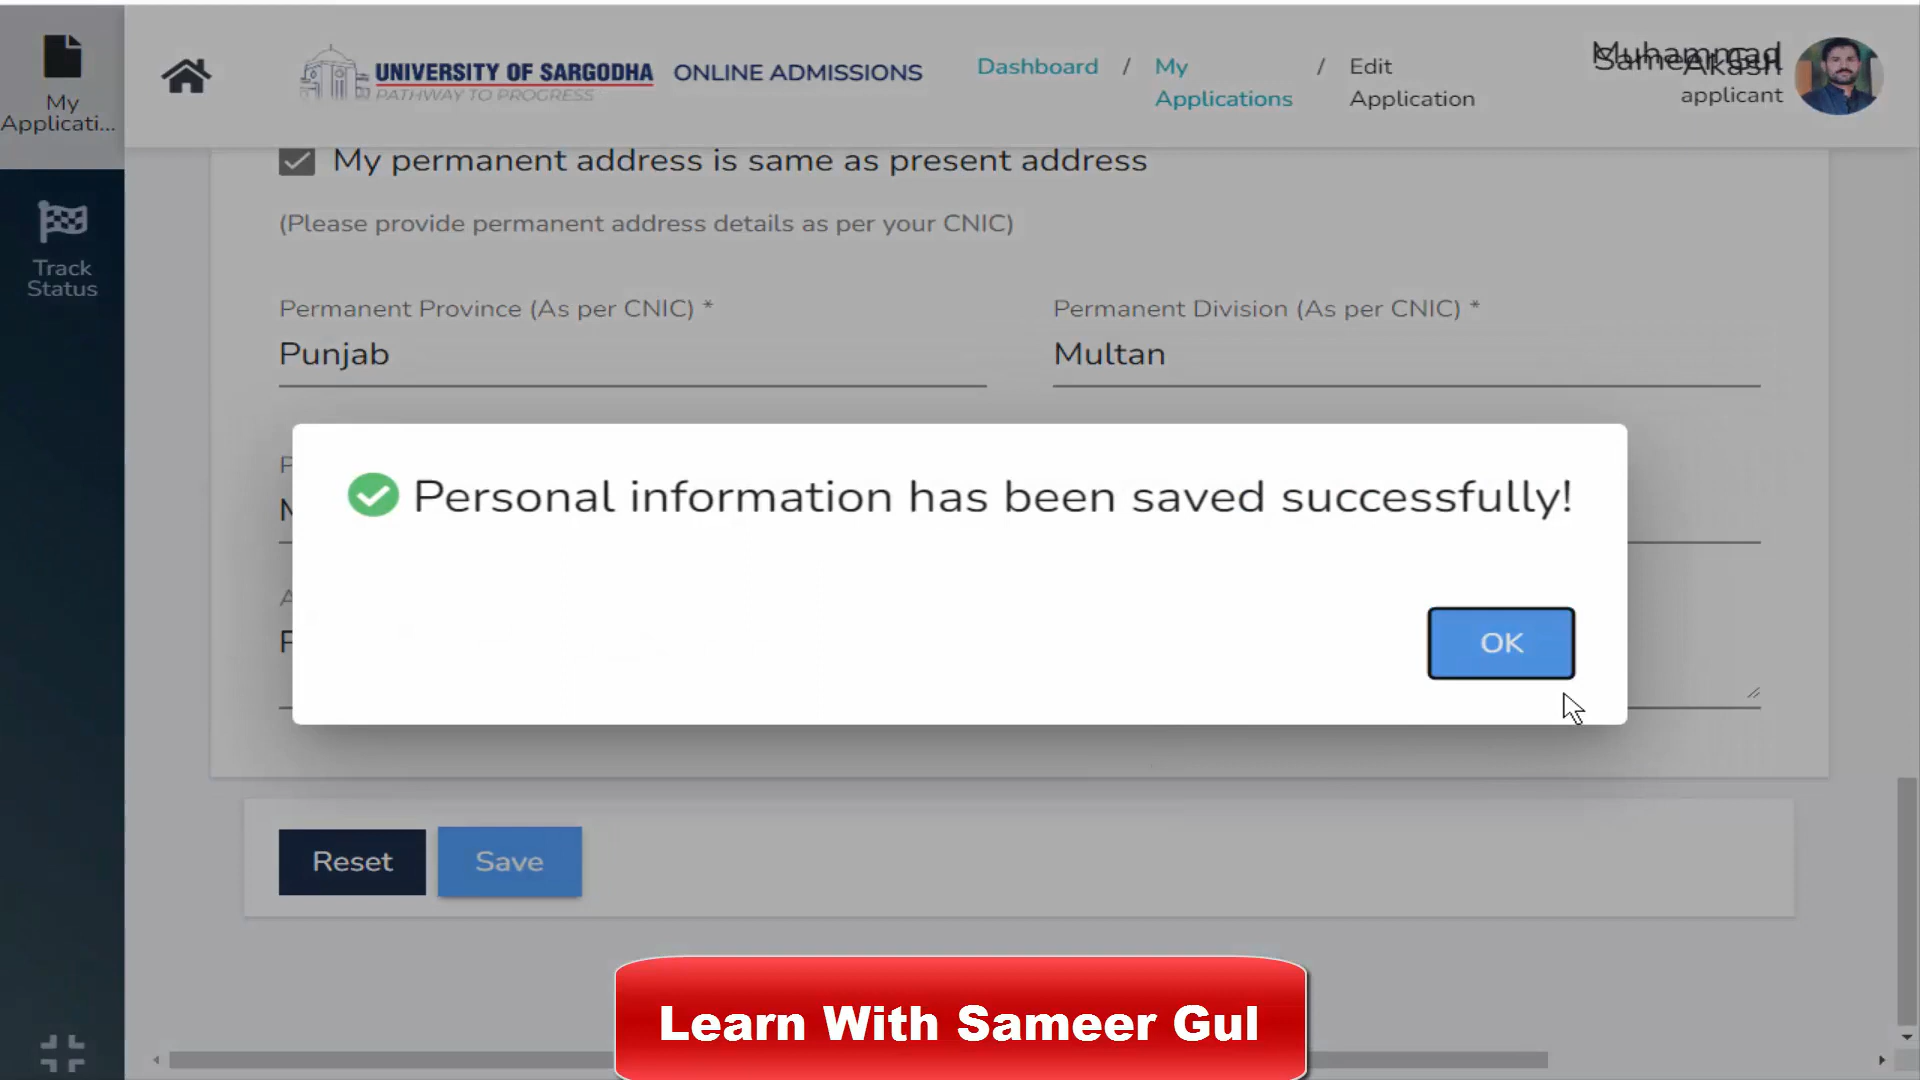 My
Applicati...
UNIVERSITY OF SARGODHA
PATHWAY TO PROGRESS
ONLINE ADMISSIONS
Dashboard / My Applications / Edit Application
applicant
Track
Status
My permanent address is same as present address
(Please provide permanent address details as per your CNIC)
Permanent Province (As per CNIC) *
Punjab
Permanent Division (As per CNIC) *
Multan
Personal information has been saved successfully!
OK
Reset
Save
Learn With Sameer Gul